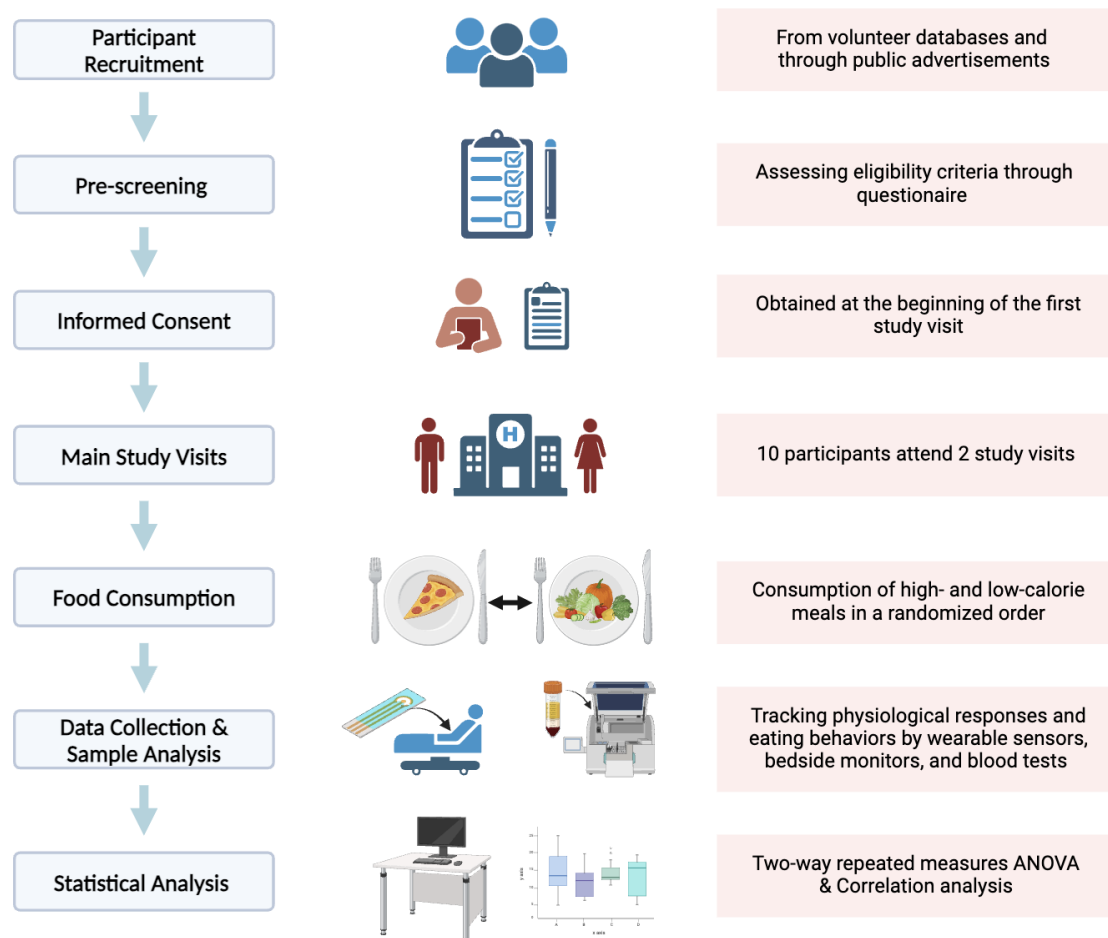 Participant
Recruitment
From volunteer databases and
through public advertisements
Pre-screening
Assessing eligibility criteria through
questionaire
Informed Consent
Obtained at the beginning of the first
study visit
Main Study Visits
H
10 participants attend 2 study visits
Food Consumption
Consumption of high- and low-calorie
meals in a randomized order
Data Collection &
Sample Analysis
Tracking physiological responses and
eating behaviors by wearable sensors,
bedside monitors, and blood tests
Statistical Analysis
Two-way repeated measures ANOVA
& Correlation analysis